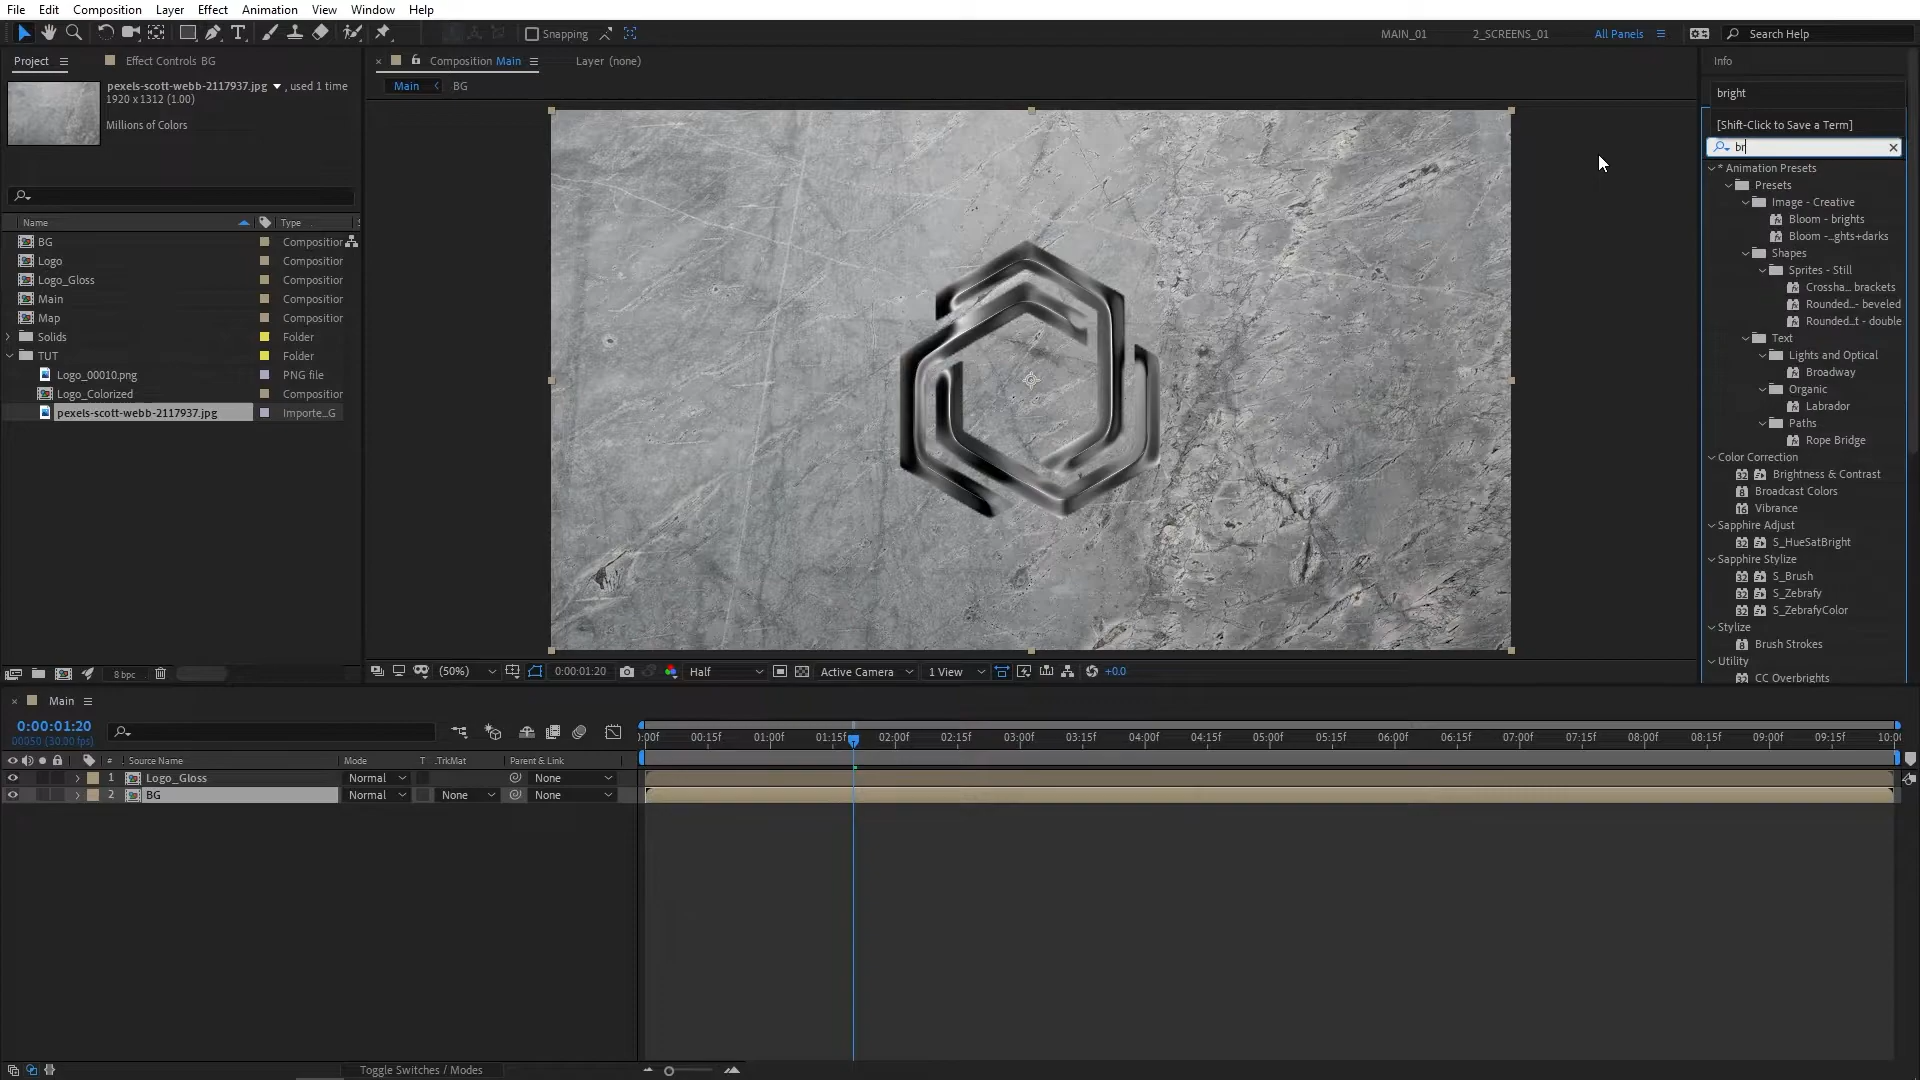 File Edit Composition Layer Effect Animation View Window Help
Snapping
MAIN_01 2_SCREENS_01 All Panels Search Help
Project Effect Controls BG
Composition Main Layer (none)
Info
pexels-scott-webb-2117937.jpg , used 1 time
1920 x 1312 (1.00)
Millions of Colors
Main BG
bright
[Shift-Click to Save a Term]
br
Name Type
BG Composition
Logo Composition
Logo_Gloss Composition
Main Composition
Map Composition
Solids Folder
TUT Folder
Logo_00010.png PNG file
Logo_Colorized Composition
pexels-scott-webb-2117937.jpg Importe_G
* Animation Presets
Presets
Image - Creative
Bloom - brights
Bloom -...ghts+darks
Shapes
Sprites - Still
Crossha... brackets
Rounded...- beveled
Rounded...t - double
Text
Lights and Optical
Broadway
Organic
Labrador
Paths
Rope Bridge
Color Correction
Brightness & Contrast
Broadcast Colors
Vibrance
Sapphire Adjust
S_HueSatBright
Sapphire Stylize
S_Brush
S_Zebrafy
S_ZebrafyColor
Stylize
Brush Strokes
Utility
CC Overbrights
8 bpc
(50%) 0:00:01:20 Half Active Camera 1 View +0.0
Main
0:00:01:20
00050 (30.00 fps)
):00f 00:15f 01:00f 01:15f 02:00f 02:15f 03:00f 03:15f 04:00f 04:15f 05:00f 05:15f 06:00f 06:15f 07:00f 07:15f 08:00f 08:15f 09:00f 09:15f 10:00
# Source Name Mode T .TrkMat Parent & Link
1 Logo_Gloss Normal None
2 BG Normal None None
Toggle Switches / Modes